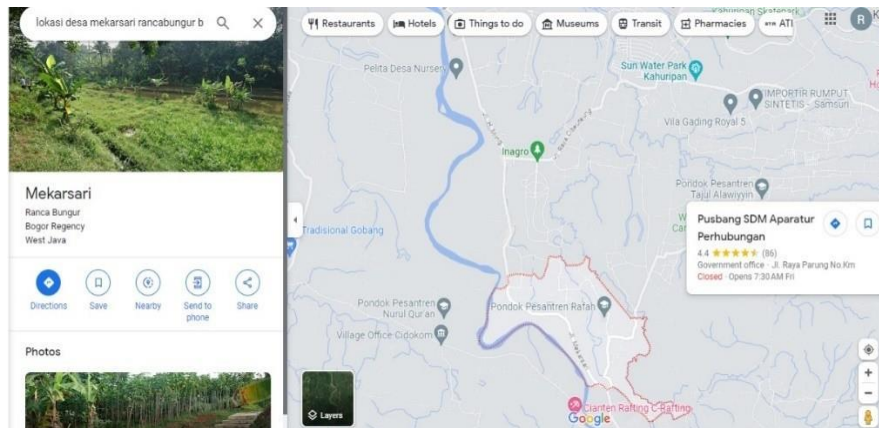 lokasi desa mekarsari rancabungur b
Mekarsari
Ranca Bungur
Bogor Regency
West Java
Directions
Save
Nearby
Send to
phone
Share
Photos
Restaurants
Hotels
Things to do
Museums
Transit
Pharmacies
R
Pelita Desa Nursery
Sun Water Park
Kahuripan
IMPORTIR RUMPUT
SINTETIS - Samsuri
Vila Gading Royal 5
Inagro
Pondok Pesantren
Tajul Alawiyyin
Tradisional Gobang
Pusbang SDM Aparatur
Perhubungan
4.4 (86)
Government office · Jl. Raya Parung No.Km
Closed · Opens 7:30 AM Fri
Pondok Pesantren
Nurul Qur'an
Pondok Pesantren Rafah
Village Office Cidokom
Cianten Rafting C-Rafting
Layers
Google